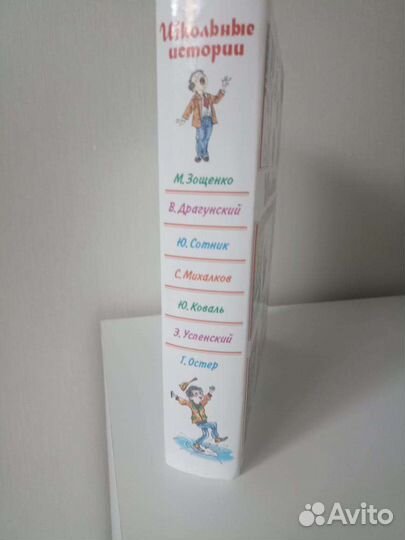 Школьные
истории
М. Зощенко
В. Драгунский
Ю. Сотник
С. Михалков
Ю. Коваль
Э. Успенский
Г. Остер
Avito